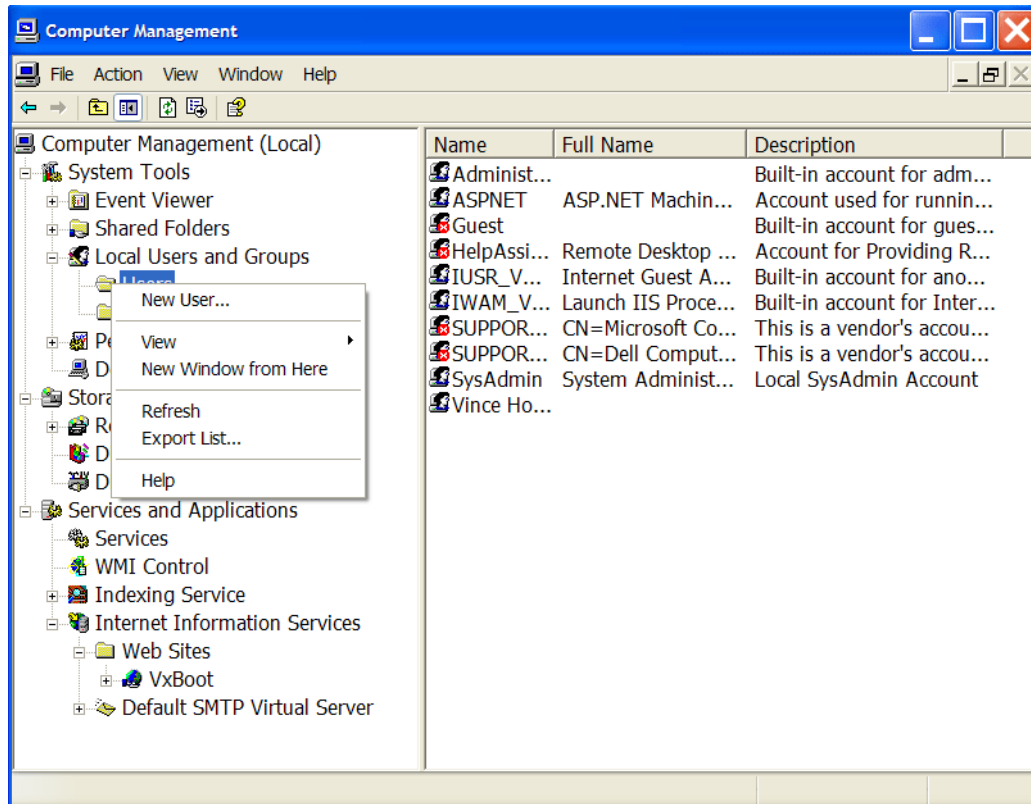 Computer Management
File Action View Window Help
Computer Management (Local)
System Tools
Event Viewer
Shared Folders
Local Users and Groups
Users
New User...
View
New Window from Here
Refresh
Export List...
Help
Pe
D
Stora
Re
D
D
Services and Applications
Services
WMI Control
Indexing Service
Internet Information Services
Web Sites
VxBoot
Default SMTP Virtual Server
Name Full Name Description
Administ... Built-in account for adm...
ASPNET ASP.NET Machin... Account used for runnin...
Guest Built-in account for gues...
HelpAssi... Remote Desktop ... Account for Providing R...
IUSR_V... Internet Guest A... Built-in account for ano...
IWAM_V... Launch IIS Proce... Built-in account for Inter...
SUPPOR... CN=Microsoft Co... This is a vendor's accou...
SUPPOR... CN=Dell Comput... This is a vendor's accou...
SysAdmin System Administ... Local SysAdmin Account
Vince Ho...